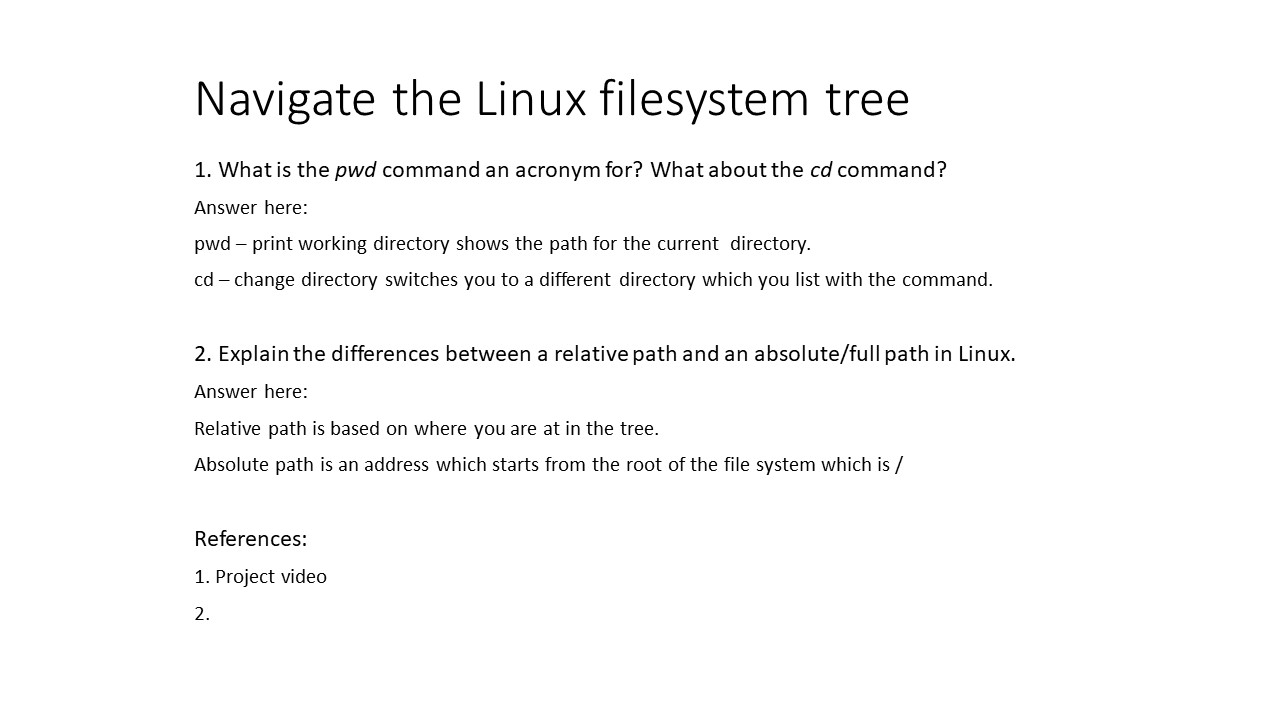 Navigate the Linux filesystem tree
1. What is the pwd command an acronym for? What about the cd command?
Answer here:
pwd – print working directory shows the path for the current  directory.
cd – change directory switches you to a different directory which you list with the command.
2. Explain the differences between a relative path and an absolute/full path in Linux.
Answer here:
Relative path is based on where you are at in the tree.
Absolute path is an address which starts from the root of the file system which is /
References:
1. Project video
2.